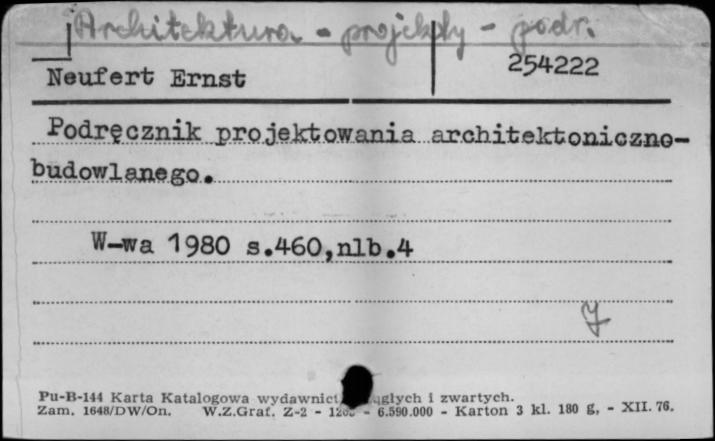 Architektura - projekty - podr.
254222
Neufert Ernst
Podręcznik projektowania architektoniczno-
budowlanego.
W-wa 1980 s.460,nlb.4
Pu-B-144 Karta Katalogowa wydawnict ągłych i zwartych.
Zam. 1648/DW/On. W.Z.Graf. Z-2 - - 6.590.000 - Karton 3 kl. 180 g, - XII. 76.